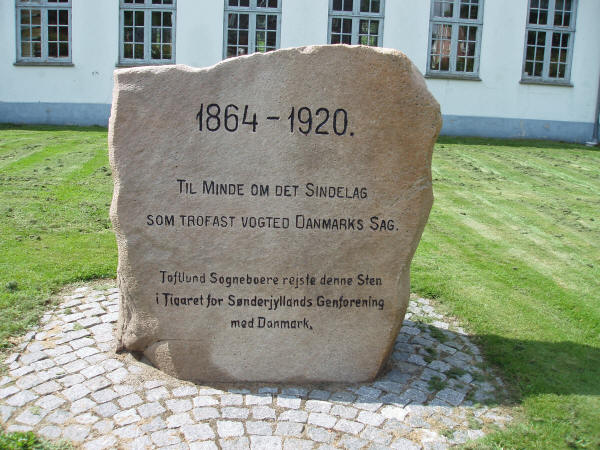 1864-1920.
TIL MINDE OM DET SINDELAG
SOM TROFAST VOGTED DANMARKS SAG.
Toftlund Sogneboere rejste denne Sten
i Tiaaret for Sønderjyllands Genforening
med Danmark.